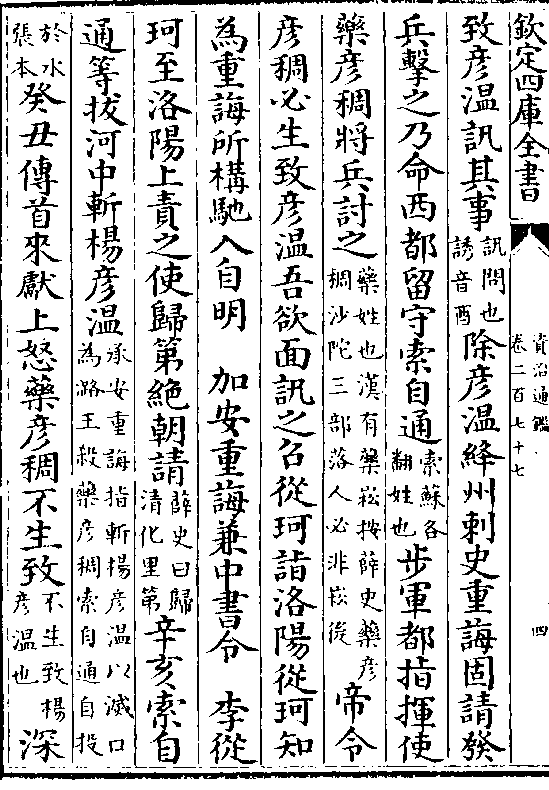 欽定四庫全書
資治通鑑
卷二百七十七
四
致彦温訊其事
訊問也
誘音酉
除彦温絳州刺史重誨固請發
兵擊之乃命西都留守索自通
索蘇各
翻姓也
步軍都指揮使
藥彦稠將兵討之
藥姓也漢有藥崧按薛史藥彦
稠沙陀三部落人必非崧後
帝令
彦稠必生致彦温吾欲面訊之召從珂詣洛陽從珂知
為重誨所構馳入自明　加安重誨兼中書令　李從
珂至洛陽上責之使歸第絶朝請
薛史曰歸
清化里第
辛亥索自
通等拔河中斬楊彦温
承安重誨指斬楊彦温以滅口
為潞王殺藥彦稠索自通自投
於水
張本
癸丑傳首來獻上怒藥彦稠不生致
不生致楊
彦温也
深